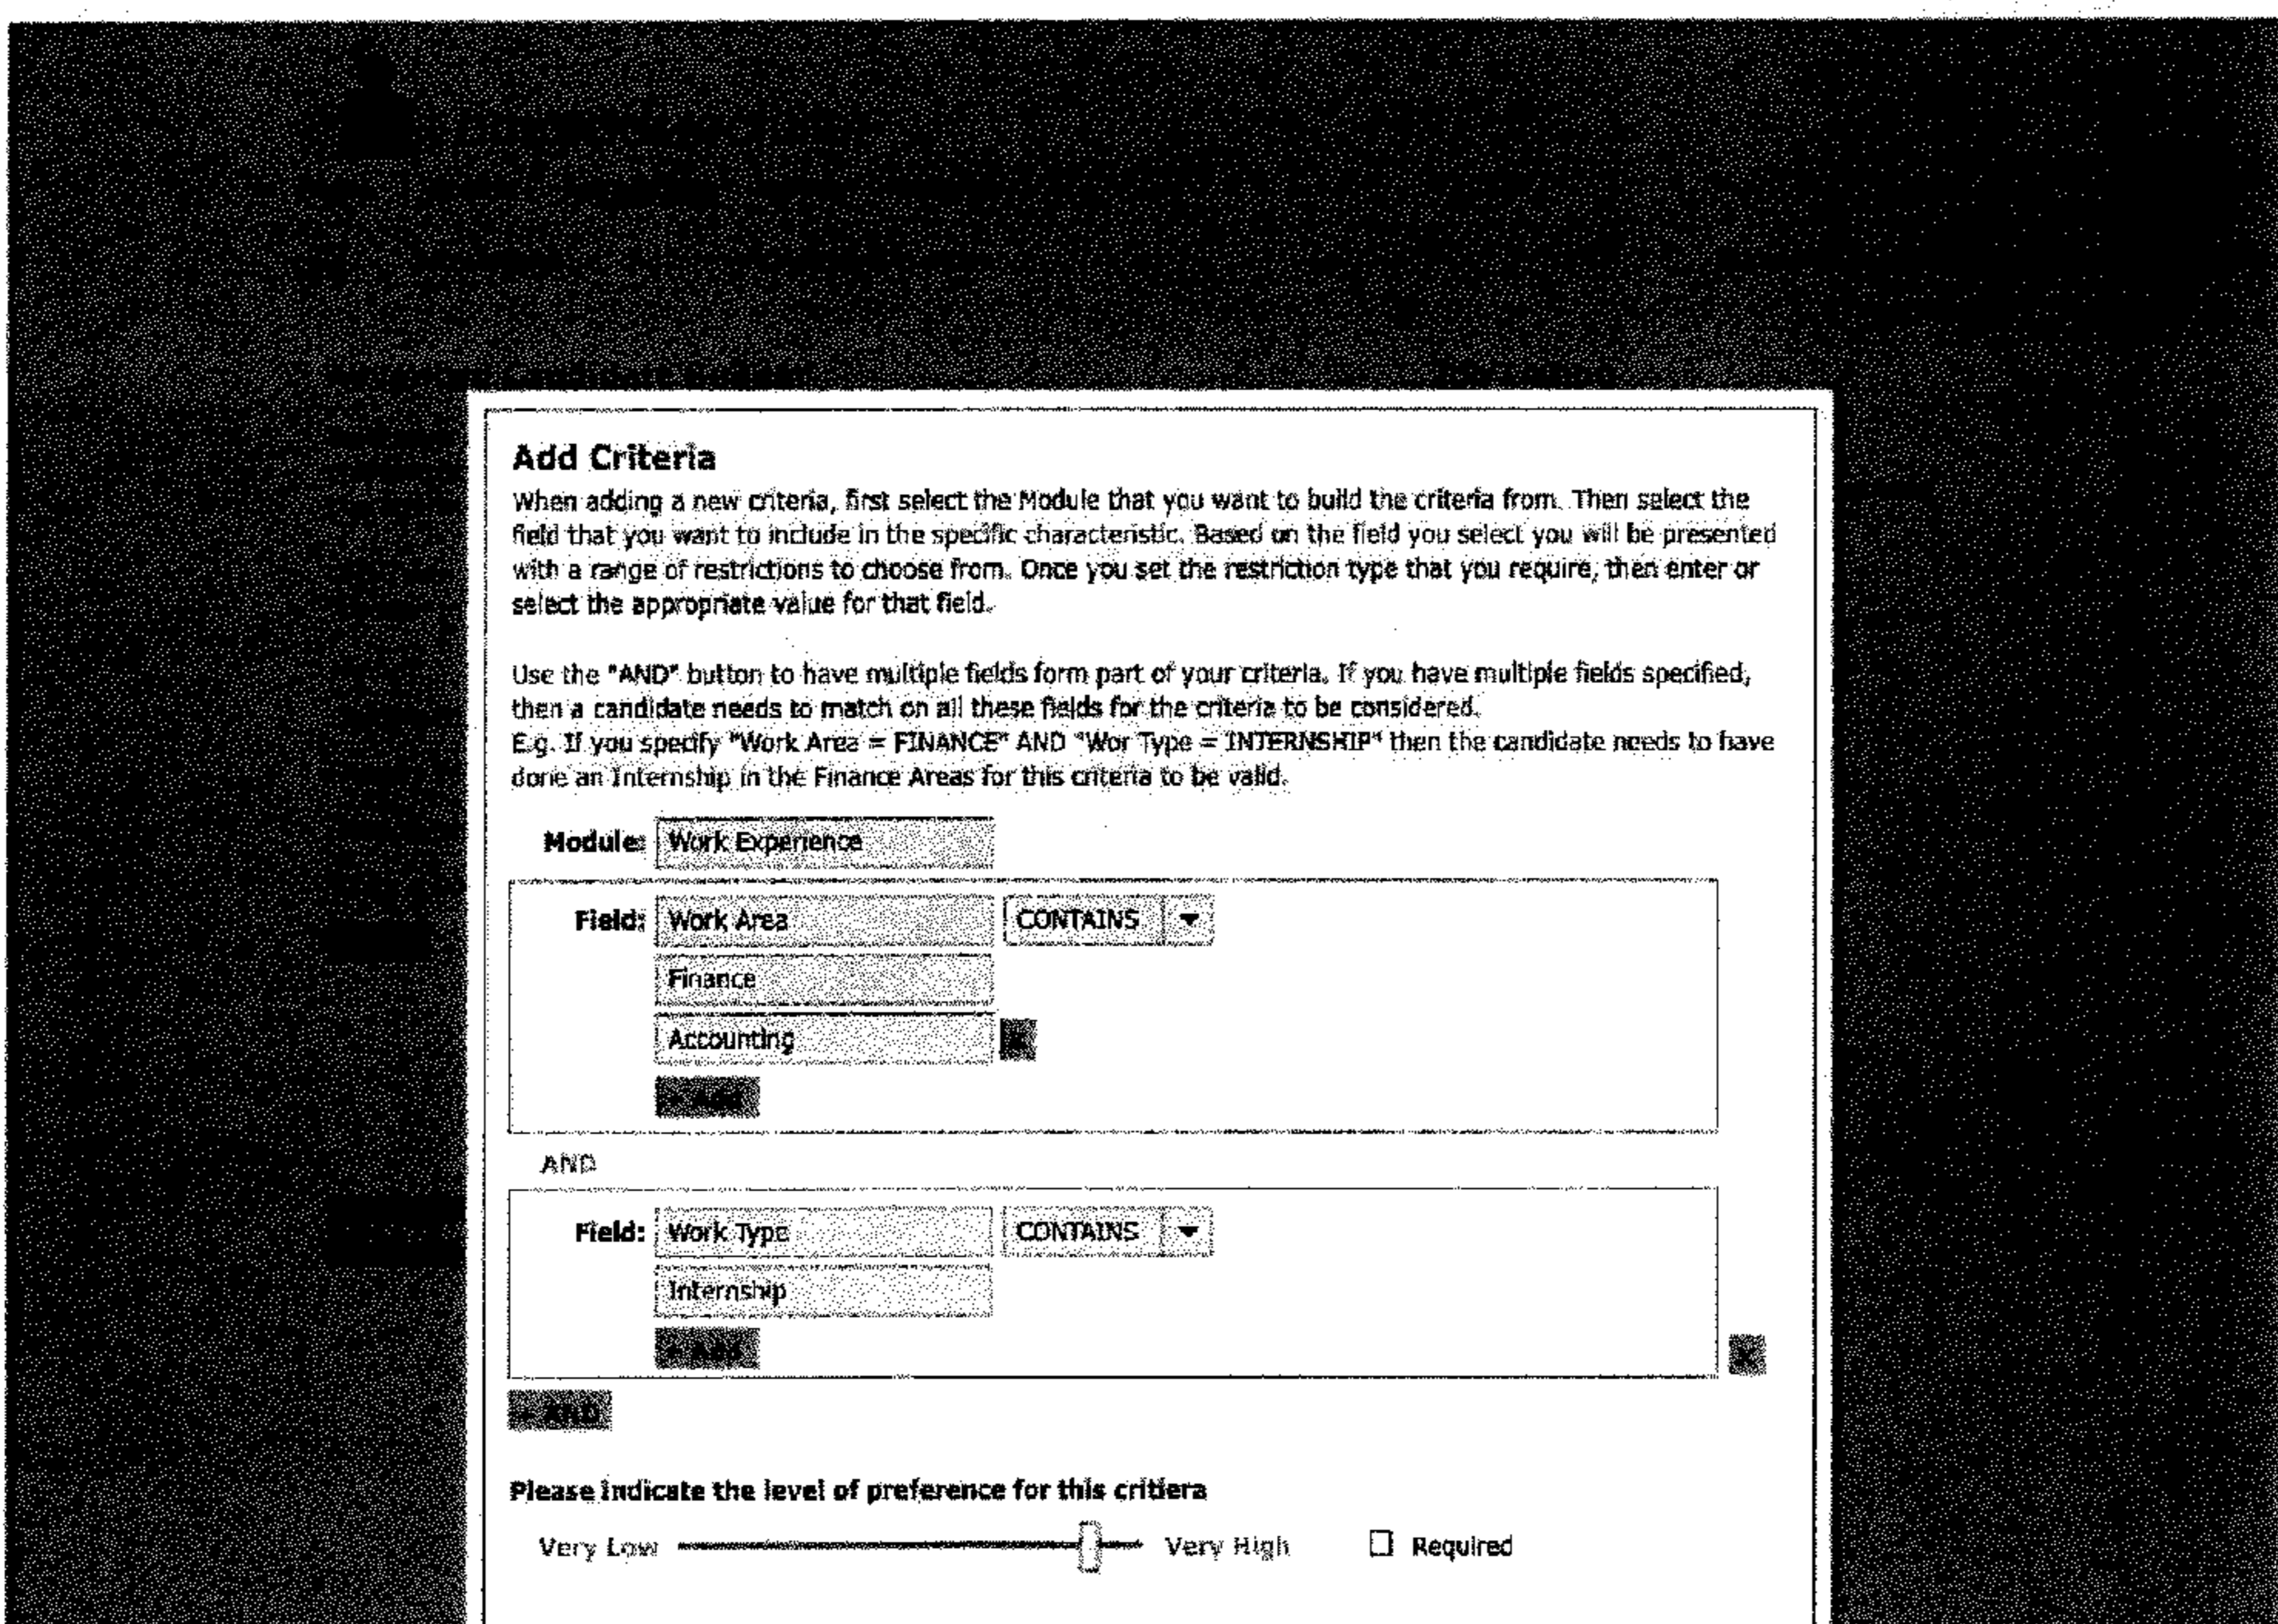 Add Criteria
When adding a new criteria, first select the Module that you want to build the criteria from. Then select the
field that you want to include in the specific characteristic. Based on the field you select you will be presented
with a range of restrictions to choose from. Once you set the restriction type that you require, then enter or
select the appropriate value for that field.
Use the "AND" button to have multiple fields form part of your criteria. If you have multiple fields specified,
then a candidate needs to match on all these fields for the criteria to be considered.
E.g. If you specify "Work Area = FINANCE" AND "Wor Type = INTERNSHIP" then the candidate needs to have
done an Internship in the Finance Areas for this criteria to be valid.
Module: Work Experience
Field: Work Area CONTAINS
Finance
Accounting
+ Add
AND
Field: Work Type CONTAINS
Internship
+ Add
x
+ AND
Please indicate the level of preference for this critiera
Very Low Very High Required